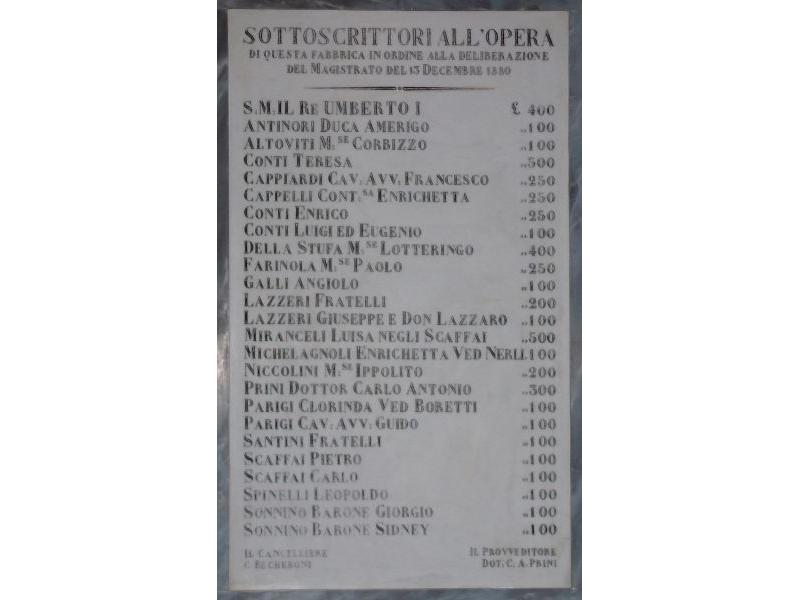 SOTTOSCRITTORI ALL'OPERA
DI QUESTA FABBRICA IN ORDINE ALLA DELIBERAZIONE
DEL MAGISTRATO DEL 13 DECEMBRE 1880
S.M. IL RE UMBERTO I £ 400
ANTINORI DUCA AMERIGO „100
ALTOVITI M:SE CORBIZZO „100
CONTI TERESA „500
CAPPIARDI CAV: AVV: FRANCESCO „250
CAPPELLI CONT:SA ENRICHETTA „250
CONTI ENRICO „250
CONTI LUIGI ED EUGENIO „100
DELLA STUFA M:SE LOTTERINGO „400
FARINOLA M:SE PAOLO „250
GALLI ANGIOLO „100
LAZZERI FRATELLI „200
LAZZERI GIUSEPPE E DON LAZZARO „100
MIRANCELI LUISA NEGLI SCAFFAI „500
MICHELAGNOLI ENRICHETTA VED NERLI „100
NICCOLINI M:SE IPPOLITO „200
PRINI DOTTOR CARLO ANTONIO „300
PARIGI CLORINDA VED BORETTI „100
PARIGI CAV: AVV: GUIDO „100
SANTINI FRATELLI „100
SCAFFAI PIETRO „100
SCAFFAI CARLO „100
SPINELLI LEOPOLDO „100
SONNINO BARONE GIORGIO „100
SONNINO BARONE SIDNEY „100
IL CANCELLIERE
C. BECHERONI
IL PROVVEDITORE
DOT. C. A. PRINI